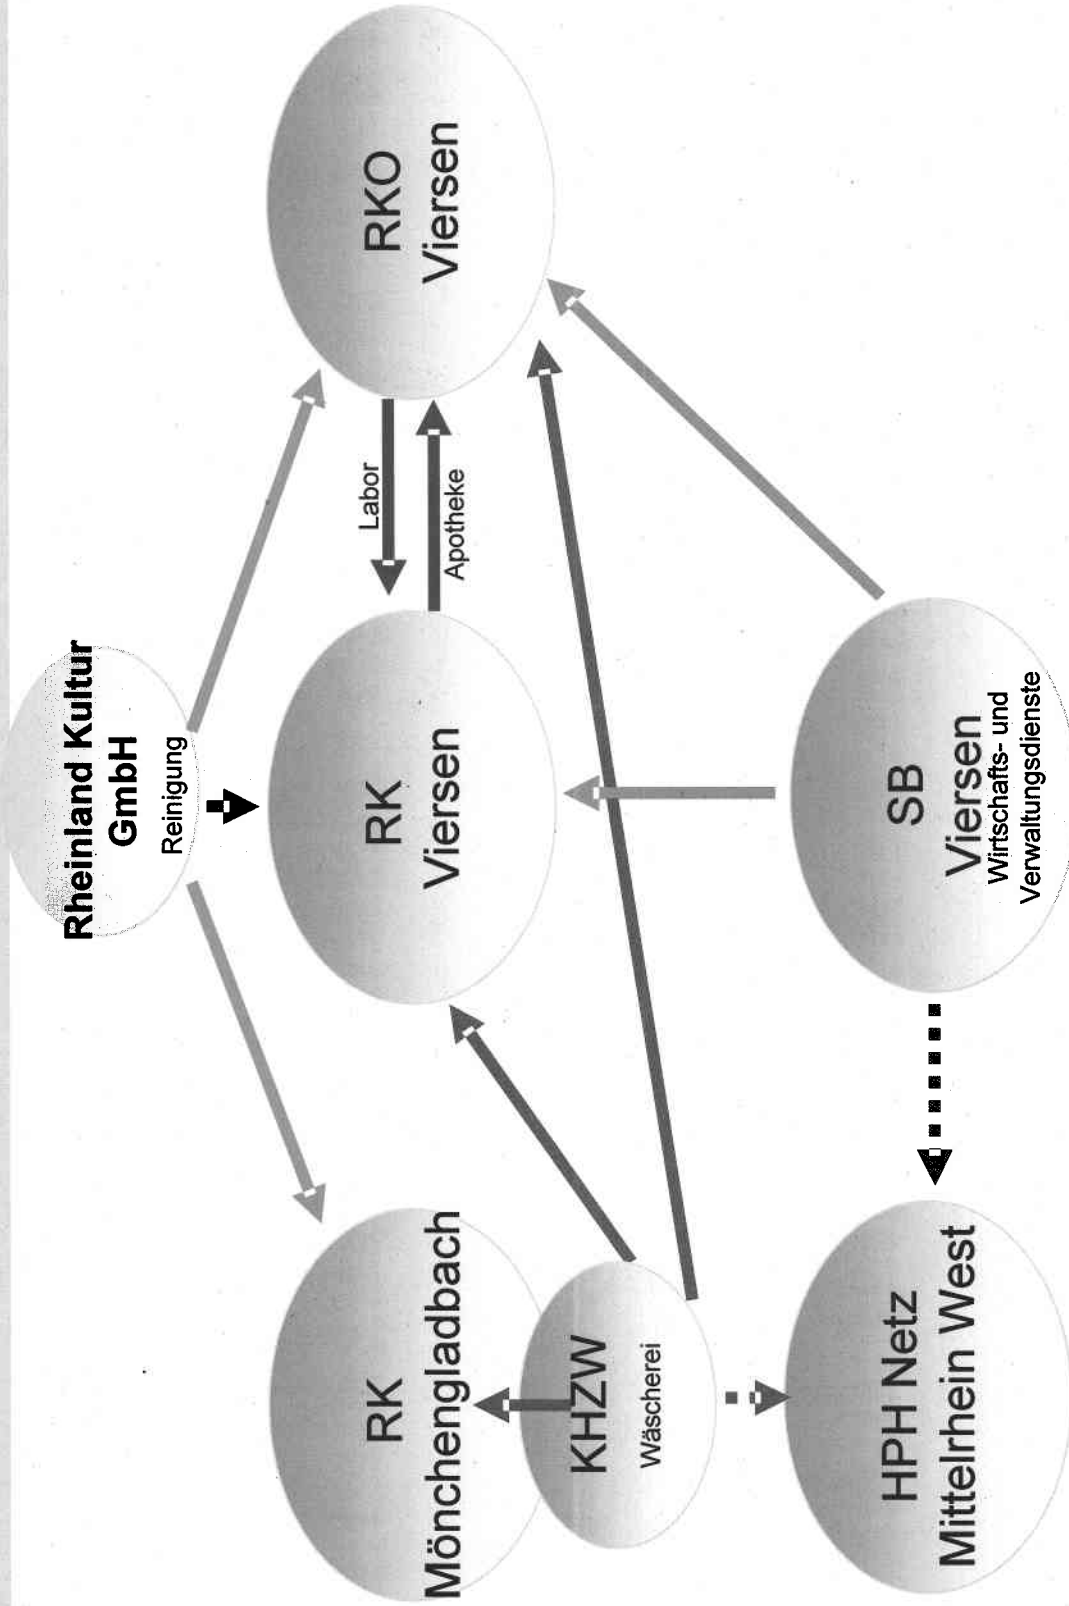 Rheinland Kultur
GmbH
Reinigung
RK
Mönchengladbach
RK
Viersen
Labor
Apotheke
RKO
Viersen
KHZW
Wäscherei
HPH Netz
Mittelrhein West
SB
Viersen
Wirtschafts- und
Verwaltungsdienste